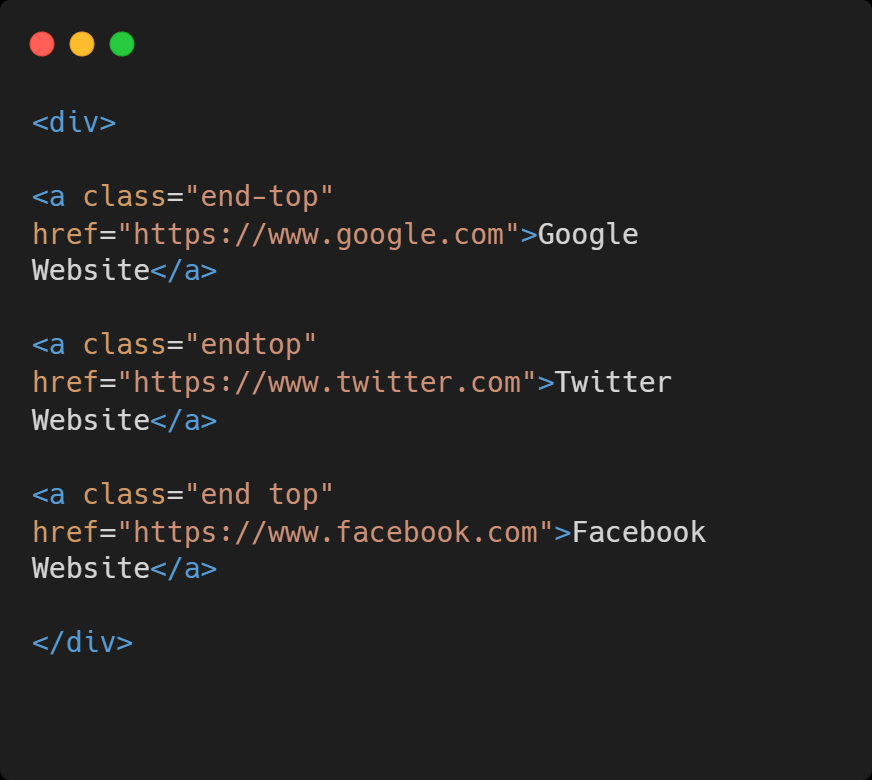 <div>
<a class="end-top"
href="https://www.google.com">Google
Website</a>
<a class="endtop"
href="https://www.twitter.com">Twitter
Website</a>
<a class="end top"
href="https://www.facebook.com">Facebook
Website</a>
</div>